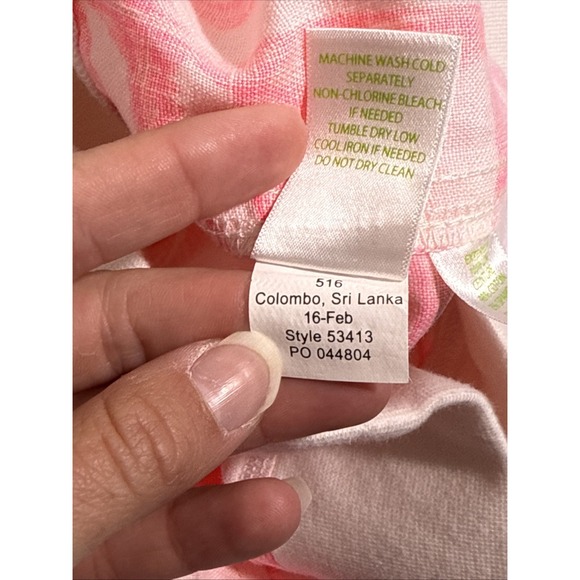 MACHINE WASH COLD
SEPARATELY
NON-CHLORINE BLEACH
IF NEEDED
TUMBLE DRY LOW
COOL IRON IF NEEDED
DO NOT DRY CLEAN
516
Colombo, Sri Lanka
16-Feb
Style 53413
PO 044804